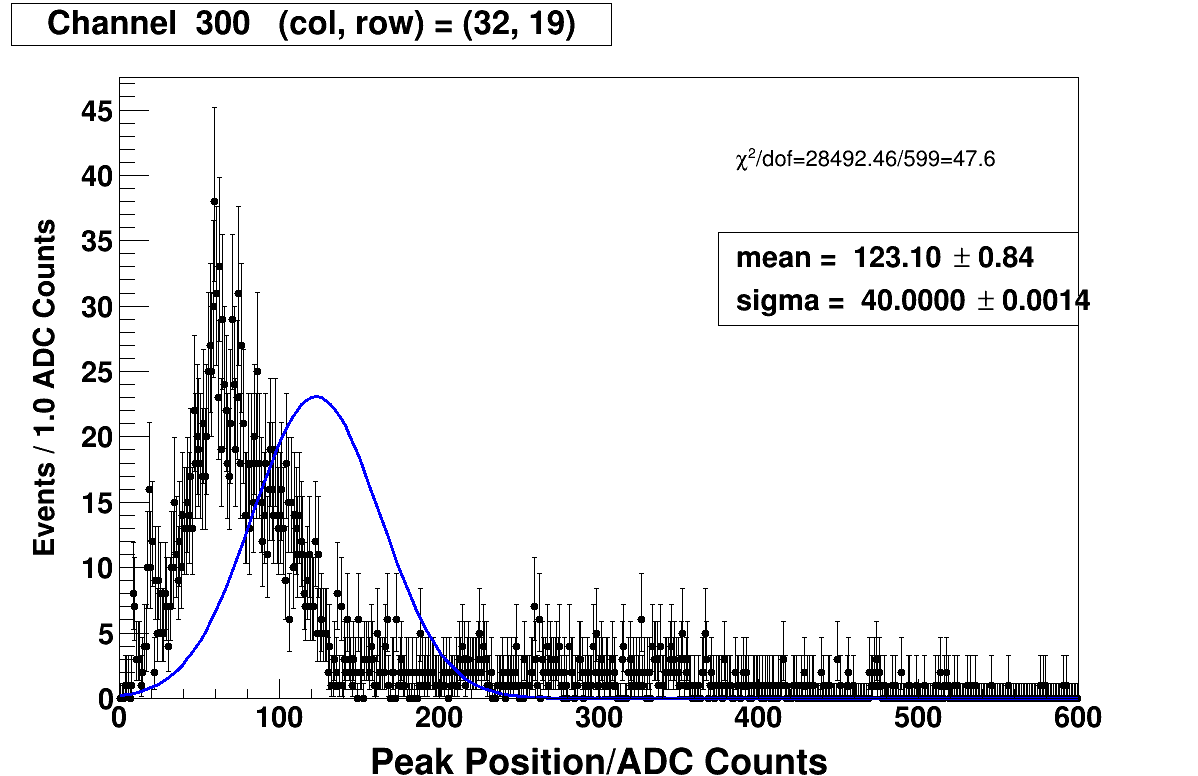 Channel 300 (col, row) = (32, 19)
χ²/dof=28492.46/599=47.6
mean = 123.10 ± 0.84
sigma = 40.0000 ± 0.0014
Events / 1.0 ADC Counts
45
40
35
30
25
20
15
10
5
0
0 100 200 300 400 500 600
Peak Position/ADC Counts